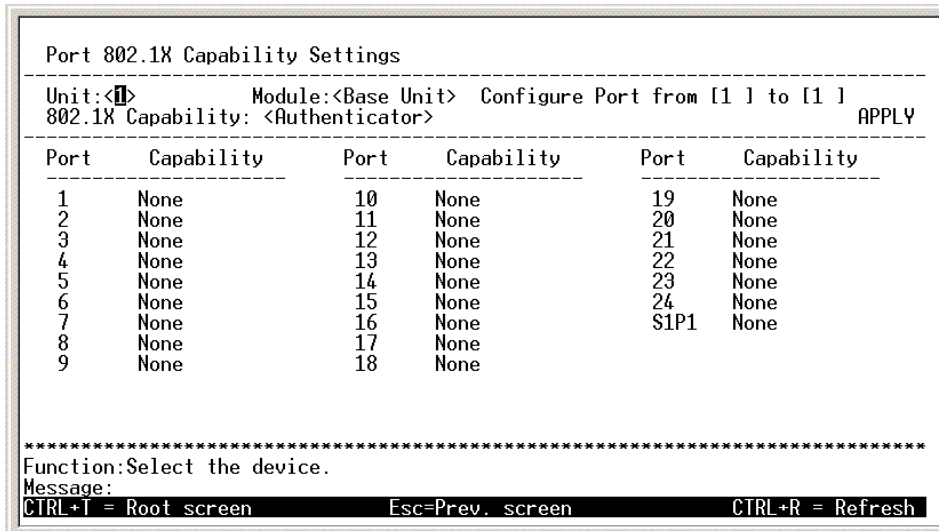 Port 802.1X Capability Settings
Unit:<1> Module:<Base Unit> Configure Port from [1 ] to [1 ]
802.1X Capability: <Authenticator> APPLY
Port Capability Port Capability Port Capability
1 None 10 None 19 None
2 None 11 None 20 None
3 None 12 None 21 None
4 None 13 None 22 None
5 None 14 None 23 None
6 None 15 None 24 None
7 None 16 None S1P1 None
8 None 17 None
9 None 18 None
*******************************************************************************
Function:Select the device.
Message:
CTRL+T = Root screen Esc=Prev. screen CTRL+R = Refresh